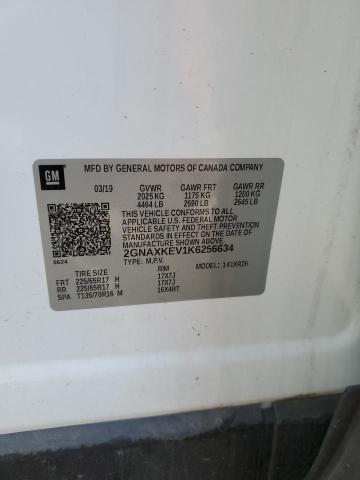 GM
MFD BY GENERAL MOTORS OF CANADA COMPANY
03/19 GVWR GAWR FRT GAWR RR
2025 KG 1175 KG 1200 KG
4464 LB 2590 LB 2645 LB
THIS VEHICLE CONFORMS TO ALL
APPLICABLE U.S. FEDERAL MOTOR
VEHICLE SAFETY, BUMPER, AND
THEFT PREVENTION STANDARDS IN
EFFECT ON THE DATE OF
MANUFACTURE SHOWN ABOVE.
2GNAXKEV1K6256634
TYPE: M.P.V. MODEL: 141XR26
8624
TIRE SIZE RIM
FRT 225/65R17 H 17X7J
RR 225/65R17 H 17X7J
SPA T135/70R16 M 16X4BT